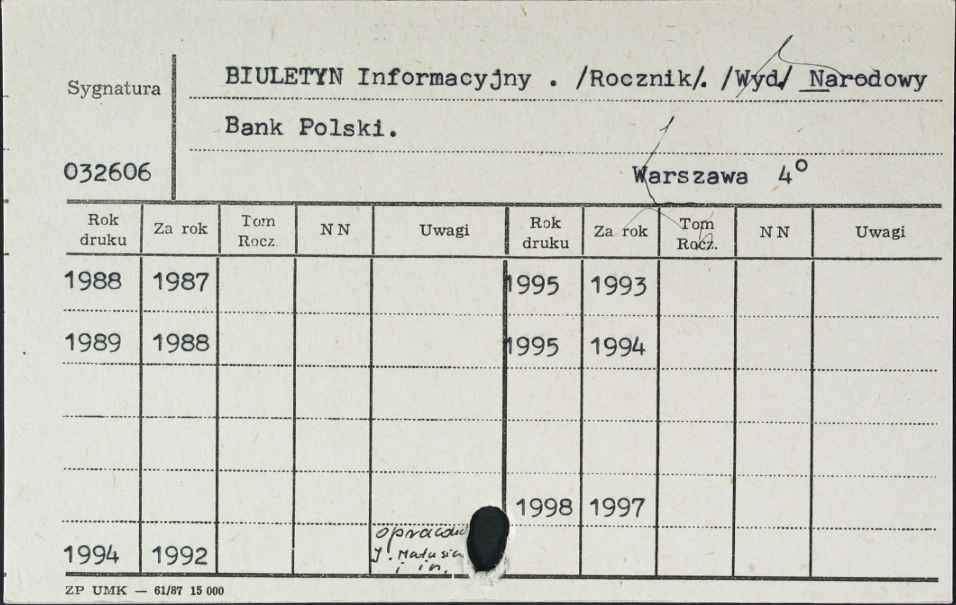 Sygnatura
BIULETYN Informacyjny . /Rocznik/. /Wyd/ Narodowy
Bank Polski.
032606
Warszawa 4°
Rok druku Za rok Tom Rocz. NN Uwagi Rok druku Za rok Tom Rocz. NN Uwagi
1988 1987 1995 1993
1989 1988 1995 1994
1998 1997
1994 1992 J. i in.
ZP UMK — 61/87 15 000